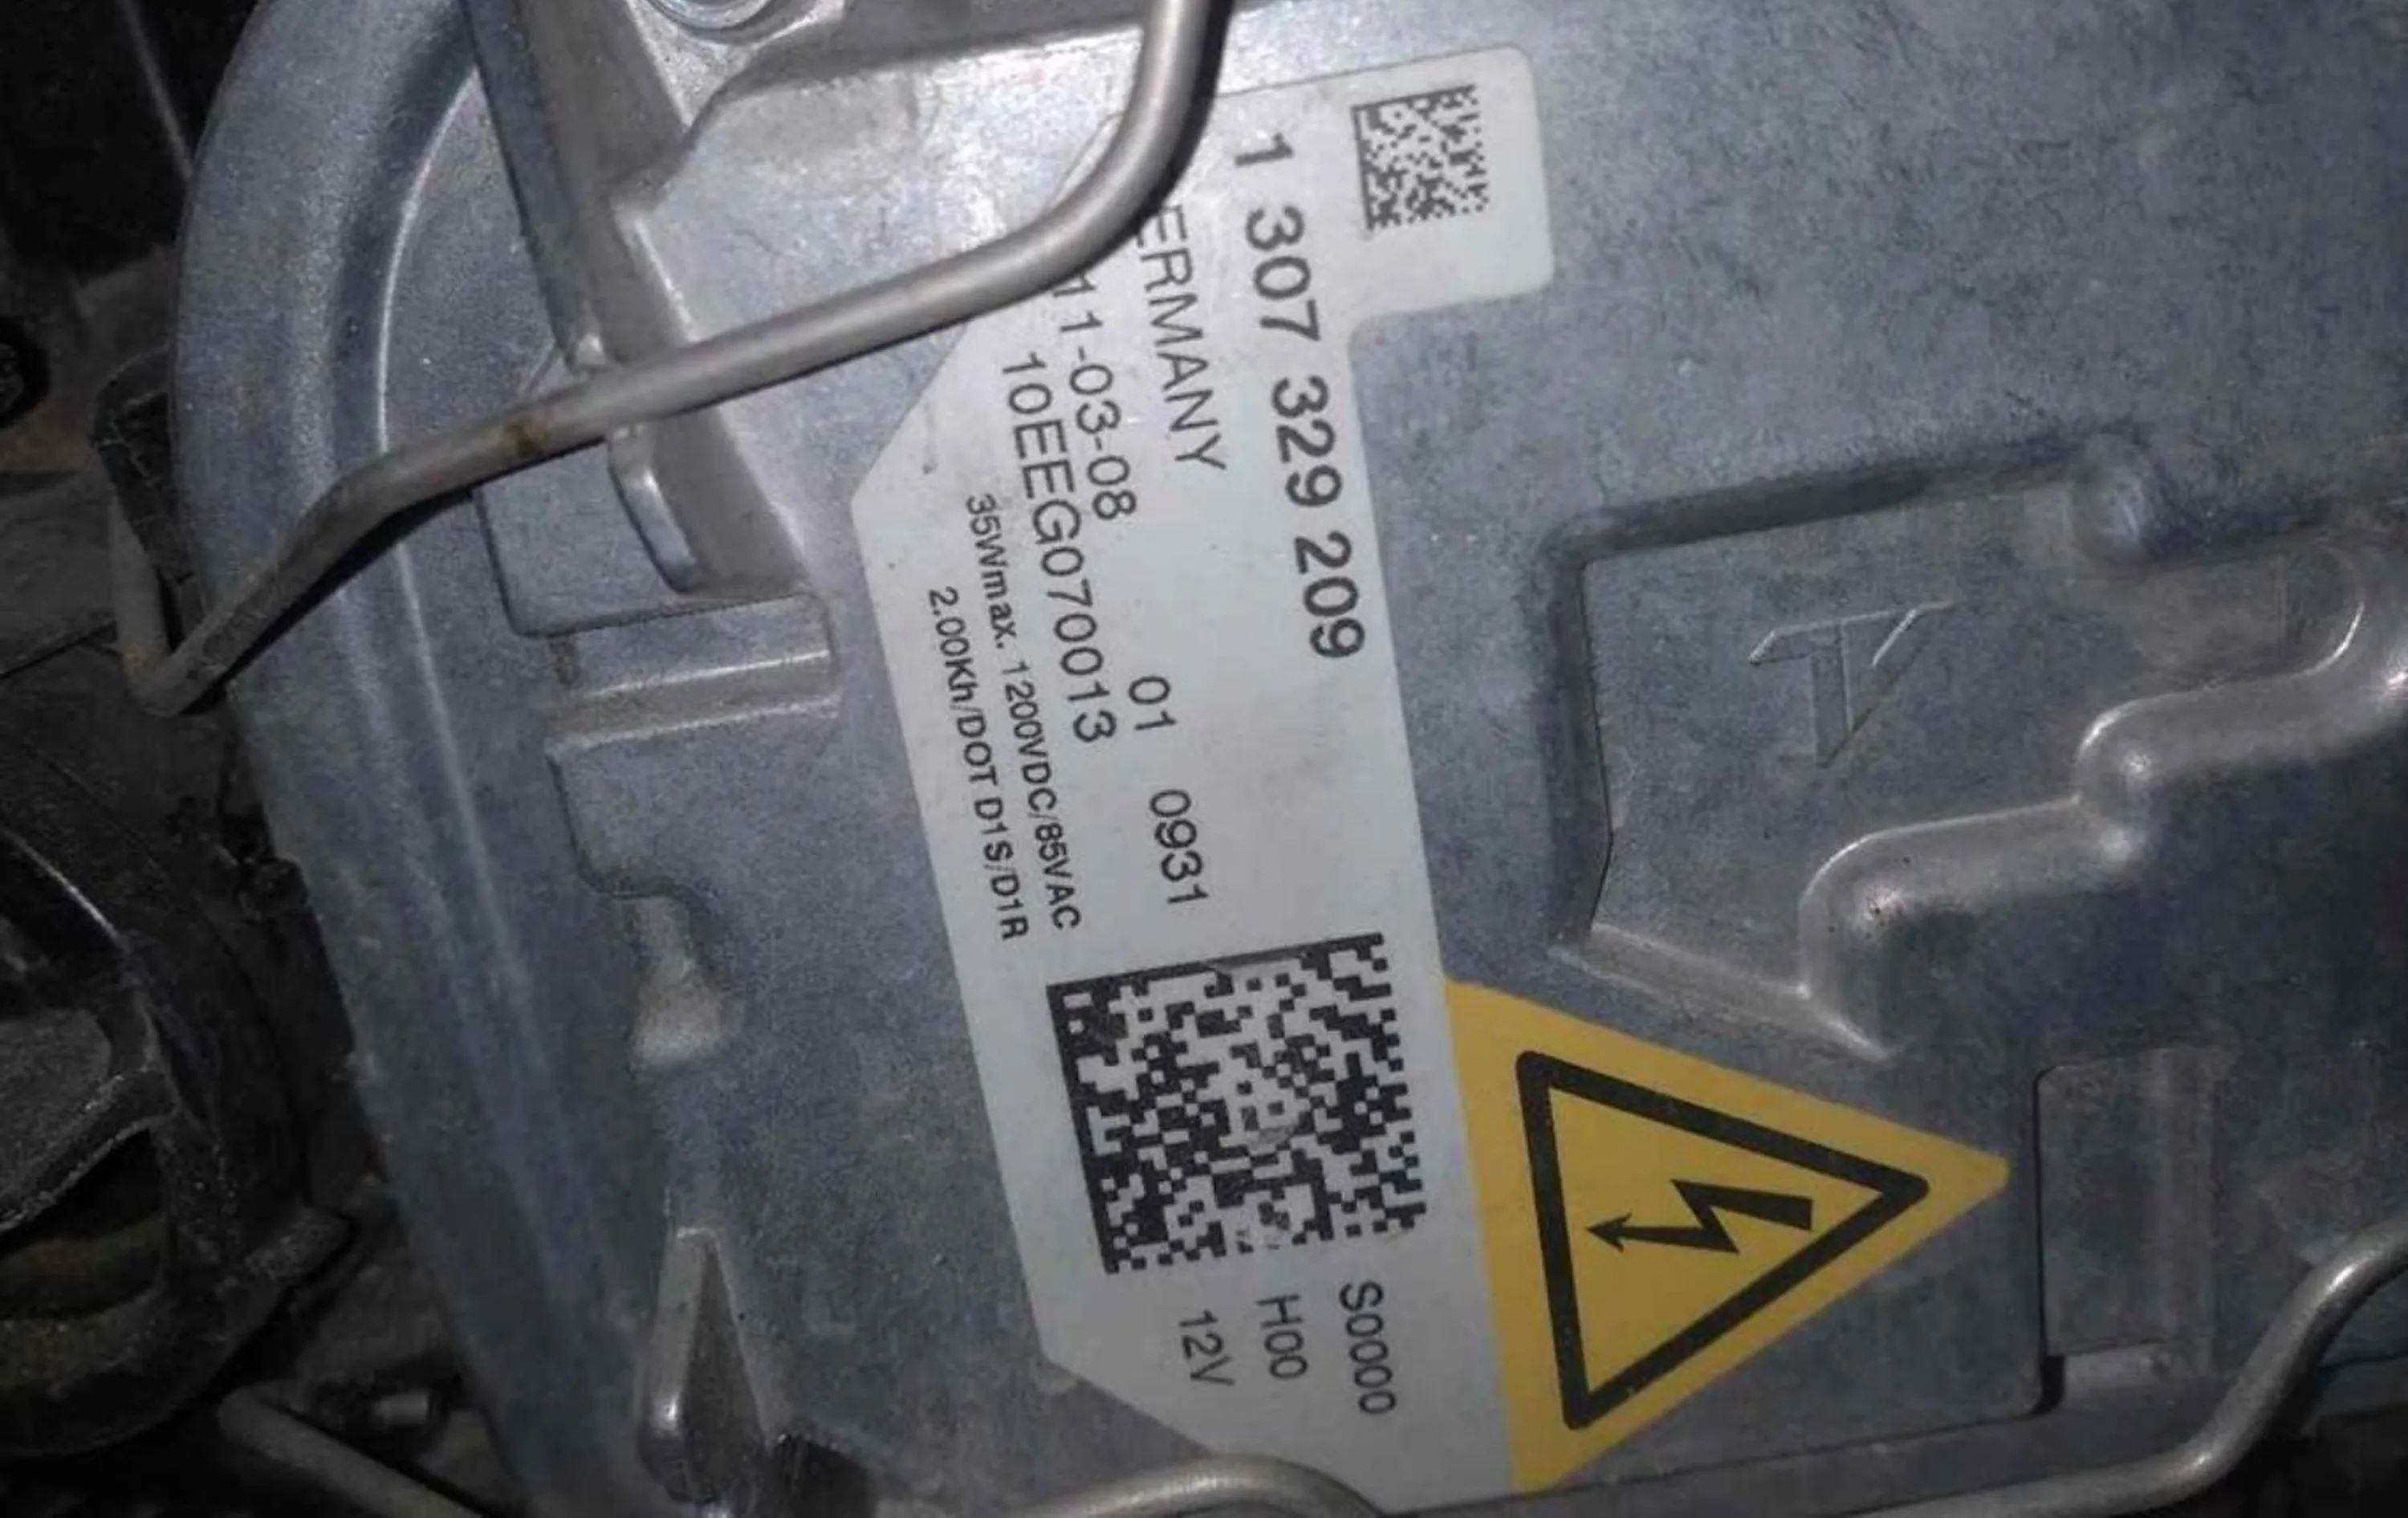 1 307 329 209
ERMANY
01 0931
11-03-08
10EEG070013
35Wmax. 1200VDC/85VAC
2.00Kh/DOT D1S/D1R
S0000
H00
12V